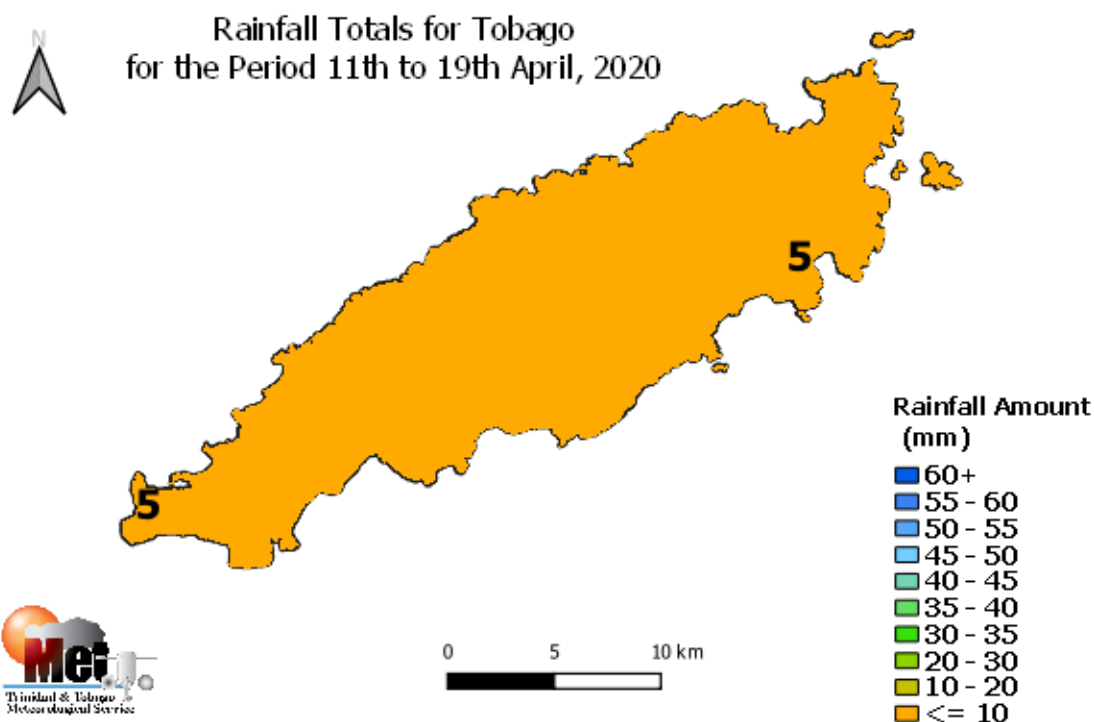 N
Rainfall Totals for Tobago
for the Period 11th to 19th April, 2020
5
5
Rainfall Amount
(mm)
60+
55 - 60
50 - 55
45 - 50
40 - 45
35 - 40
30 - 35
20 - 30
10 - 20
<= 10
0 5 10 km
Met
Trinidad & Tobago
Meteorological Service